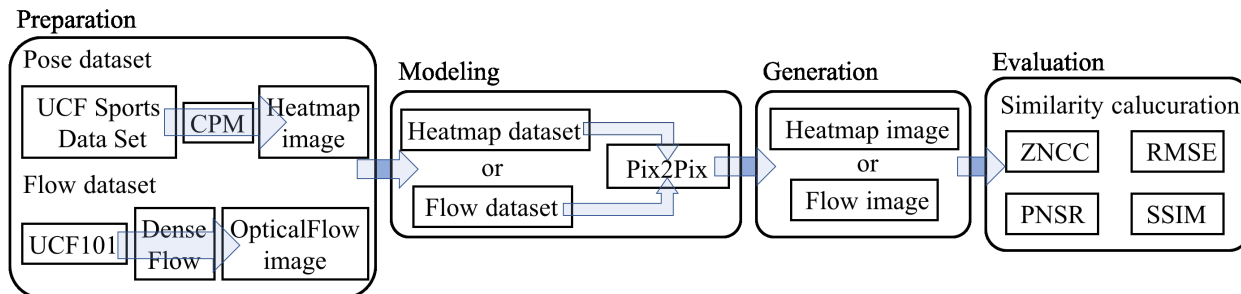 Preparation
Pose dataset
UCF Sports
Data Set
CPM
Heatmap
image
Flow dataset
UCF101
Dense
Flow
OpticalFlow
image
Modeling
Heatmap dataset
or
Flow dataset
Pix2Pix
Generation
Heatmap image
or
Flow image
Evaluation
Similarity calucuration
ZNCC
RMSE
PNSR
SSIM